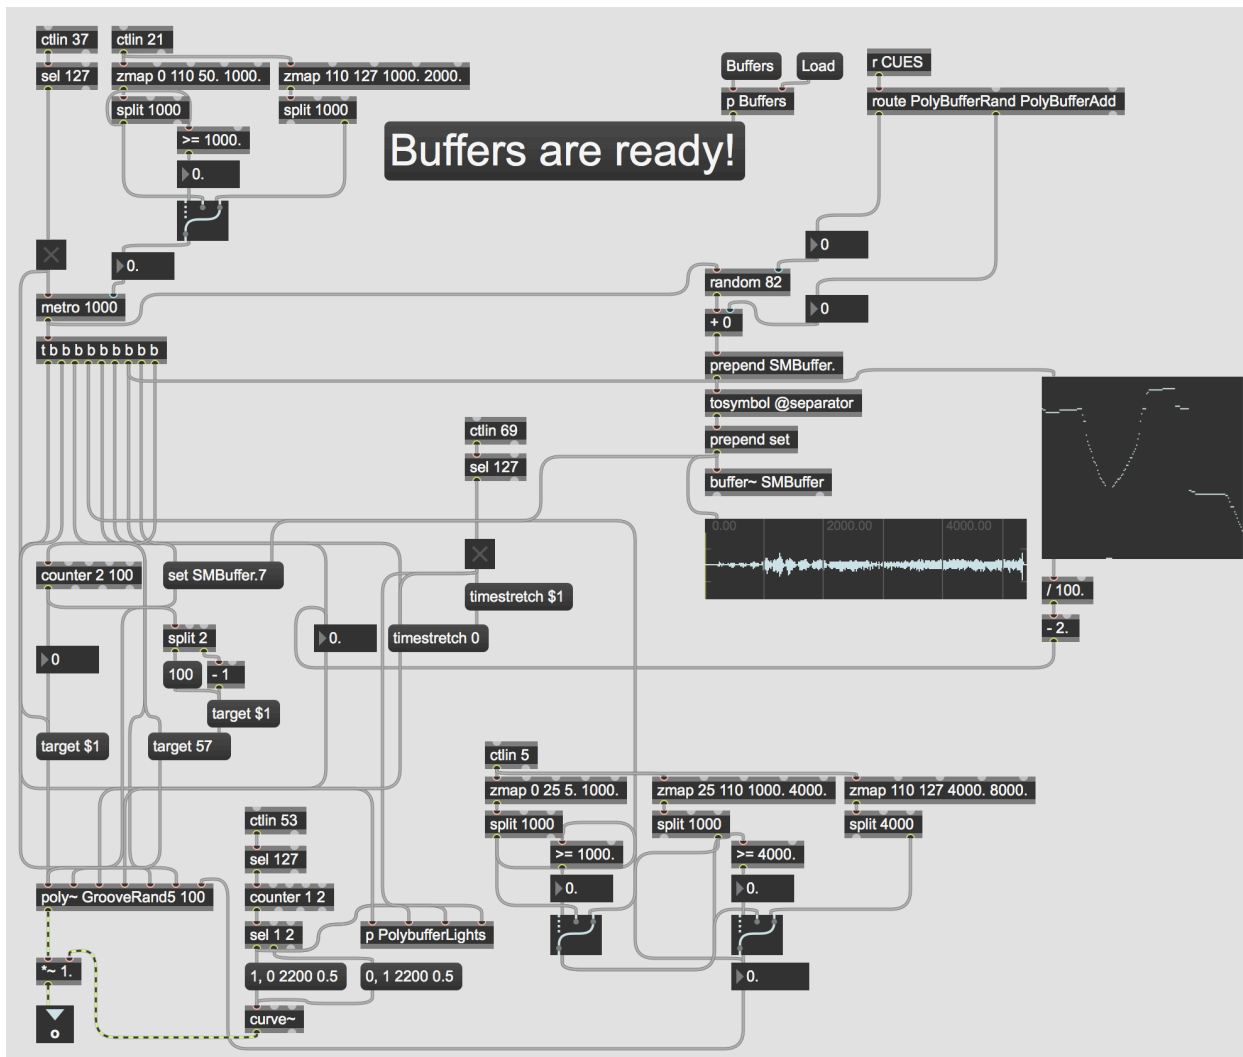 ctlin 37
ctlin 21
sel 127
zmap 0 110 50. 1000.
zmap 110 127 1000. 2000.
split 1000
split 1000
>= 1000.
0.
0.
metro 1000
t b b b b b b b b b
Buffers
Load
p Buffers
Buffers are ready!
r CUES
route PolyBufferRand PolyBufferAdd
0
random 82
0
+ 0
prepend SMBuffer.
tosymbol @separator
prepend set
buffer~ SMBuffer
0.00
2000.00
4000.00
/ 100.
- 2.
ctlin 69
sel 127
timestretch $1
timestretch 0
counter 2 100
set SMBuffer.7
0
split 2
100
- 1
0.
target $1
target $1
target 57
ctlin 5
zmap 0 25 5. 1000.
zmap 25 110 1000. 4000.
zmap 110 127 4000. 8000.
split 1000
split 1000
split 4000
>= 1000.
>= 4000.
0.
0.
0.
ctlin 53
sel 127
counter 1 2
sel 1 2
p PolybufferLights
1, 0 2200 0.5
0, 1 2200 0.5
curve~
poly~ GrooveRand5 100
*~ 1.
o